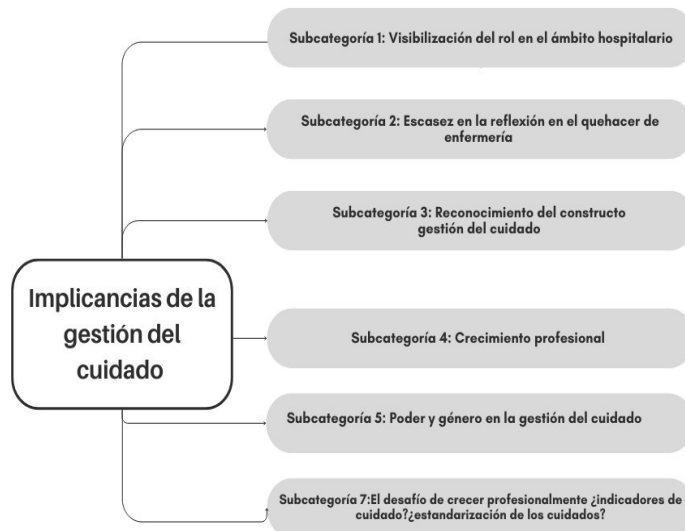 Subcategoría 1: Visibilización del rol en el ámbito hospitalario
Subcategoría 2: Escasez en la reflexión en el quehacer de
enfermería
Subcategoría 3: Reconocimiento del constructo
gestión del cuidado
Implicancias de la
gestión del
cuidado
Subcategoría 4: Crecimiento profesional
Subcategoría 5: Poder y género en la gestión del cuidado
Subcategoría 7:El desafío de crecer profesionalmente ¿indicadores de
cuidado?¿estandarización de los cuidados?